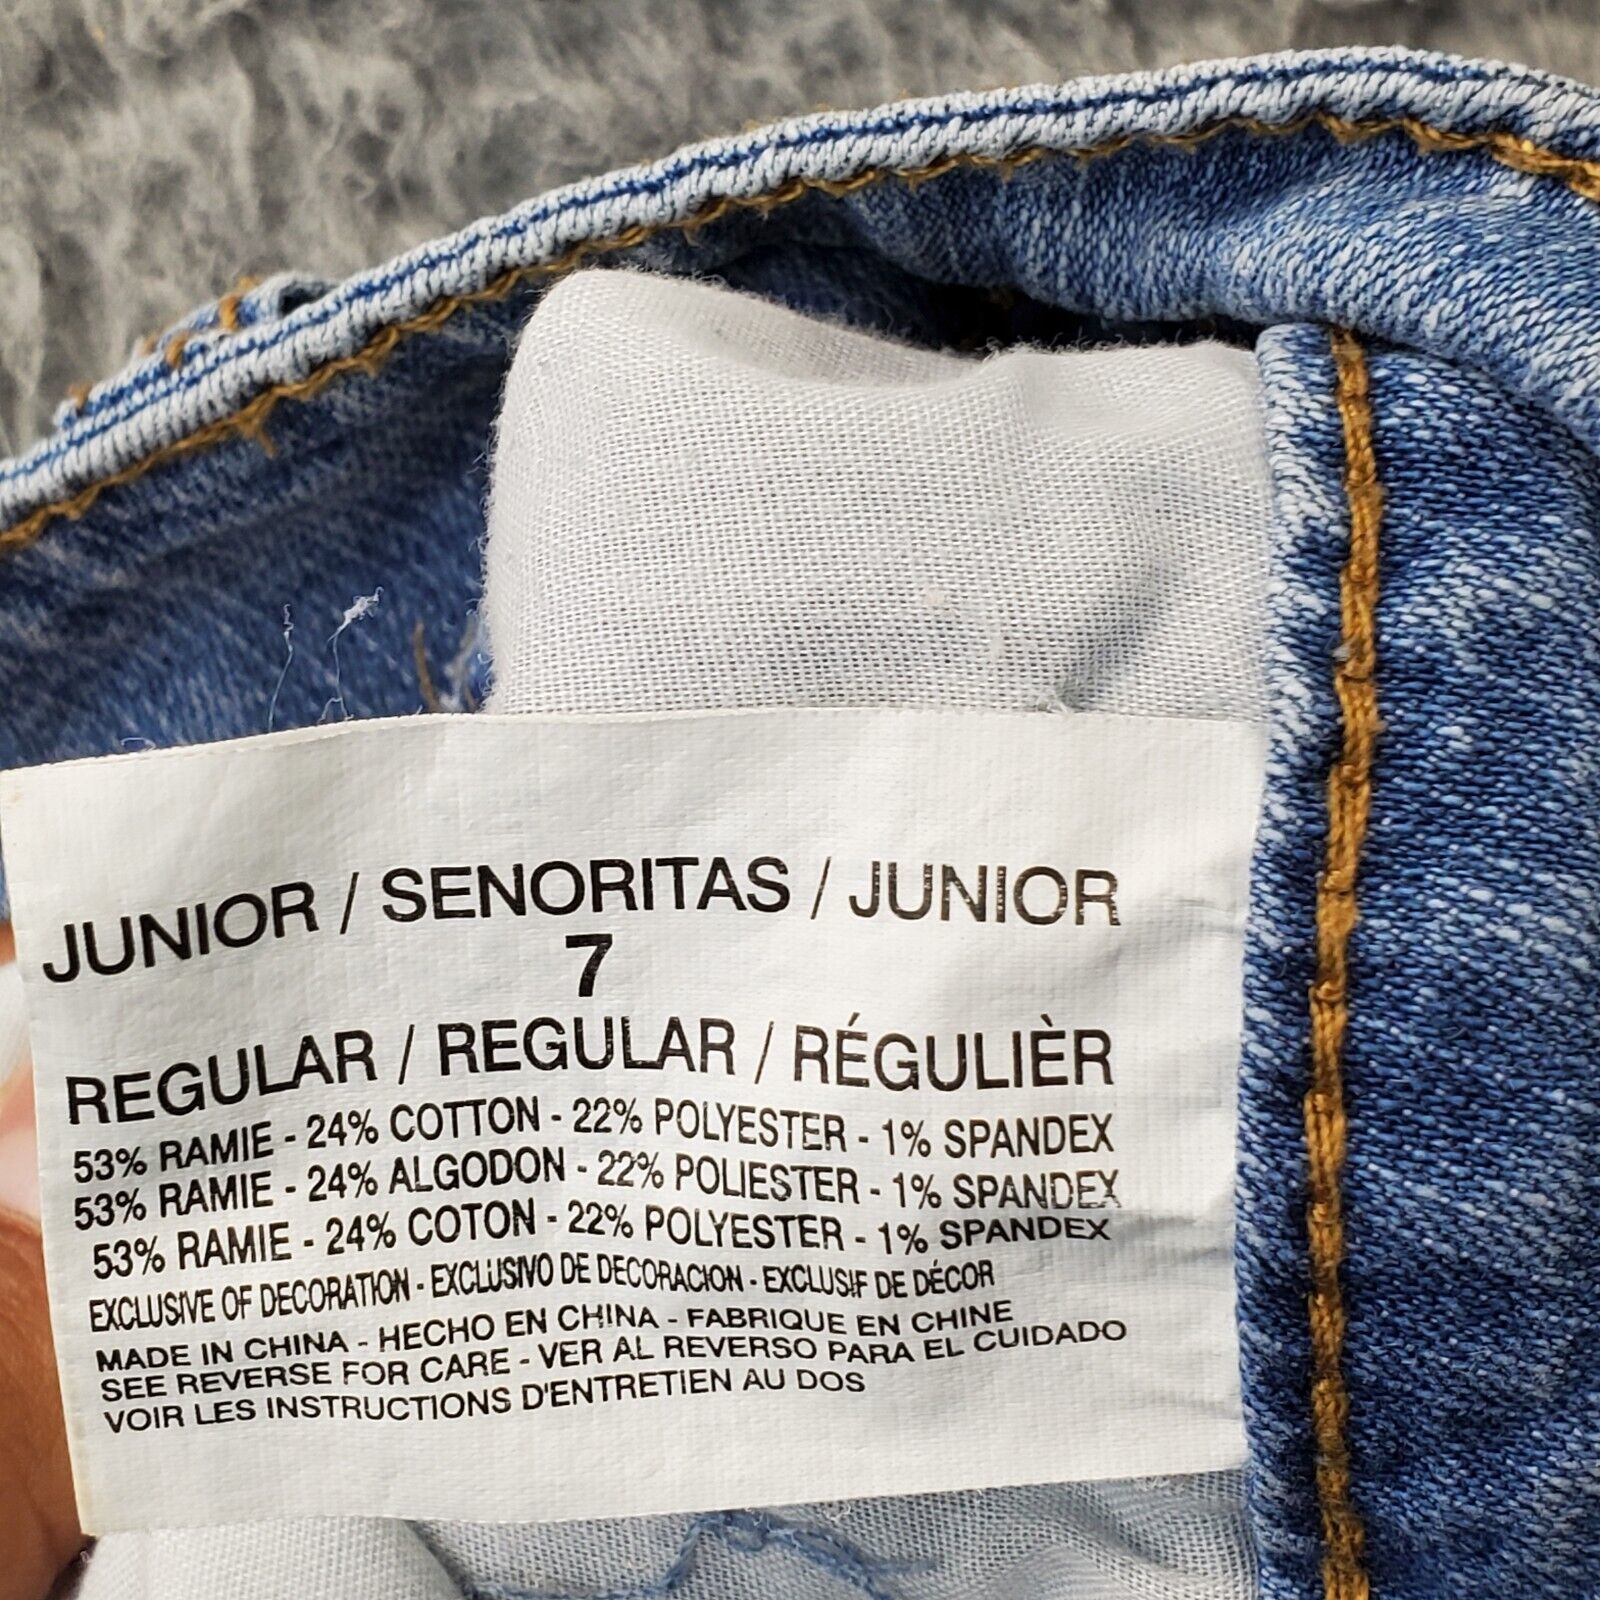 JUNIOR / SENORITAS / JUNIOR
7
REGULAR / REGULAR / RÉGULIÈR
53% RAMIE - 24% COTTON - 22% POLYESTER - 1% SPANDEX
53% RAMIE - 24% ALGODON - 22% POLIESTER - 1% SPANDEX
53% RAMIE - 24% COTON - 22% POLYESTER - 1% SPANDEX
EXCLUSIVE OF DECORATION - EXCLUSIVO DE DECORACION - EXCLUSIF DE DÉCOR
MADE IN CHINA - HECHO EN CHINA - FABRIQUE EN CHINE
SEE REVERSE FOR CARE - VER AL REVERSO PARA EL CUIDADO
VOIR LES INSTRUCTIONS D'ENTRETIEN AU DOS